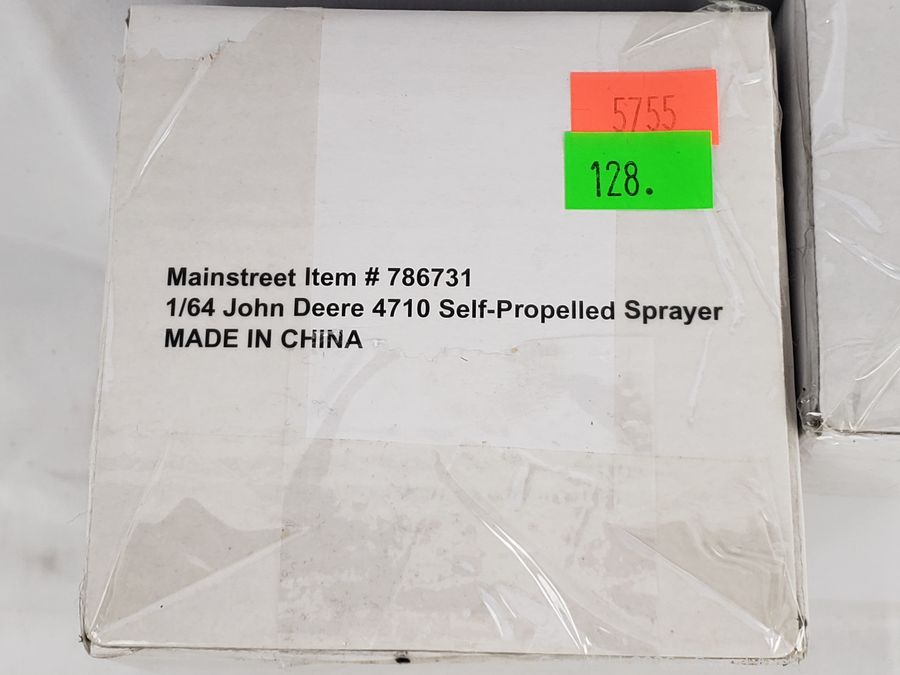 5755
128.
Mainstreet Item # 786731
1/64 John Deere 4710 Self-Propelled Sprayer
MADE IN CHINA